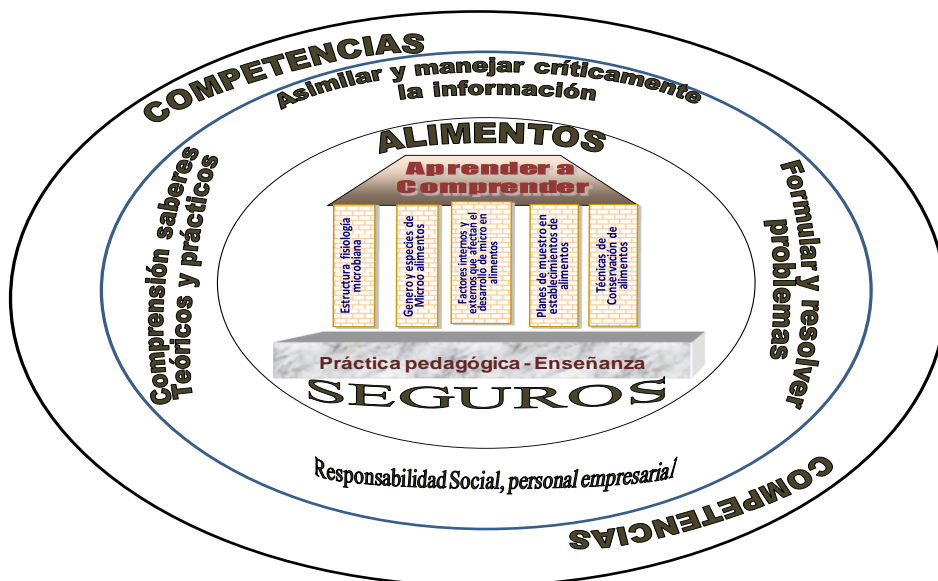 COMPETENCIAS
Asimilar y manejar críticamente
la información
ALIMENTOS
Aprender a
Comprender
Comprensión saberes
Teóricos y prácticos
Estructura fisiología
microbiana
Genero y especies de
Microo alimentos
Factores internos y
externos que afectan el
desarrollo de micro en
alimentos
Planes de muestro en
establecimientos de
alimentos
Técnicas de
Conservación de
alimentos
Formular y resolver
problemas
Práctica pedagógica - Enseñanza
SEGUROS
Responsabilidad Social, personal empresarial
COMPETENCIAS